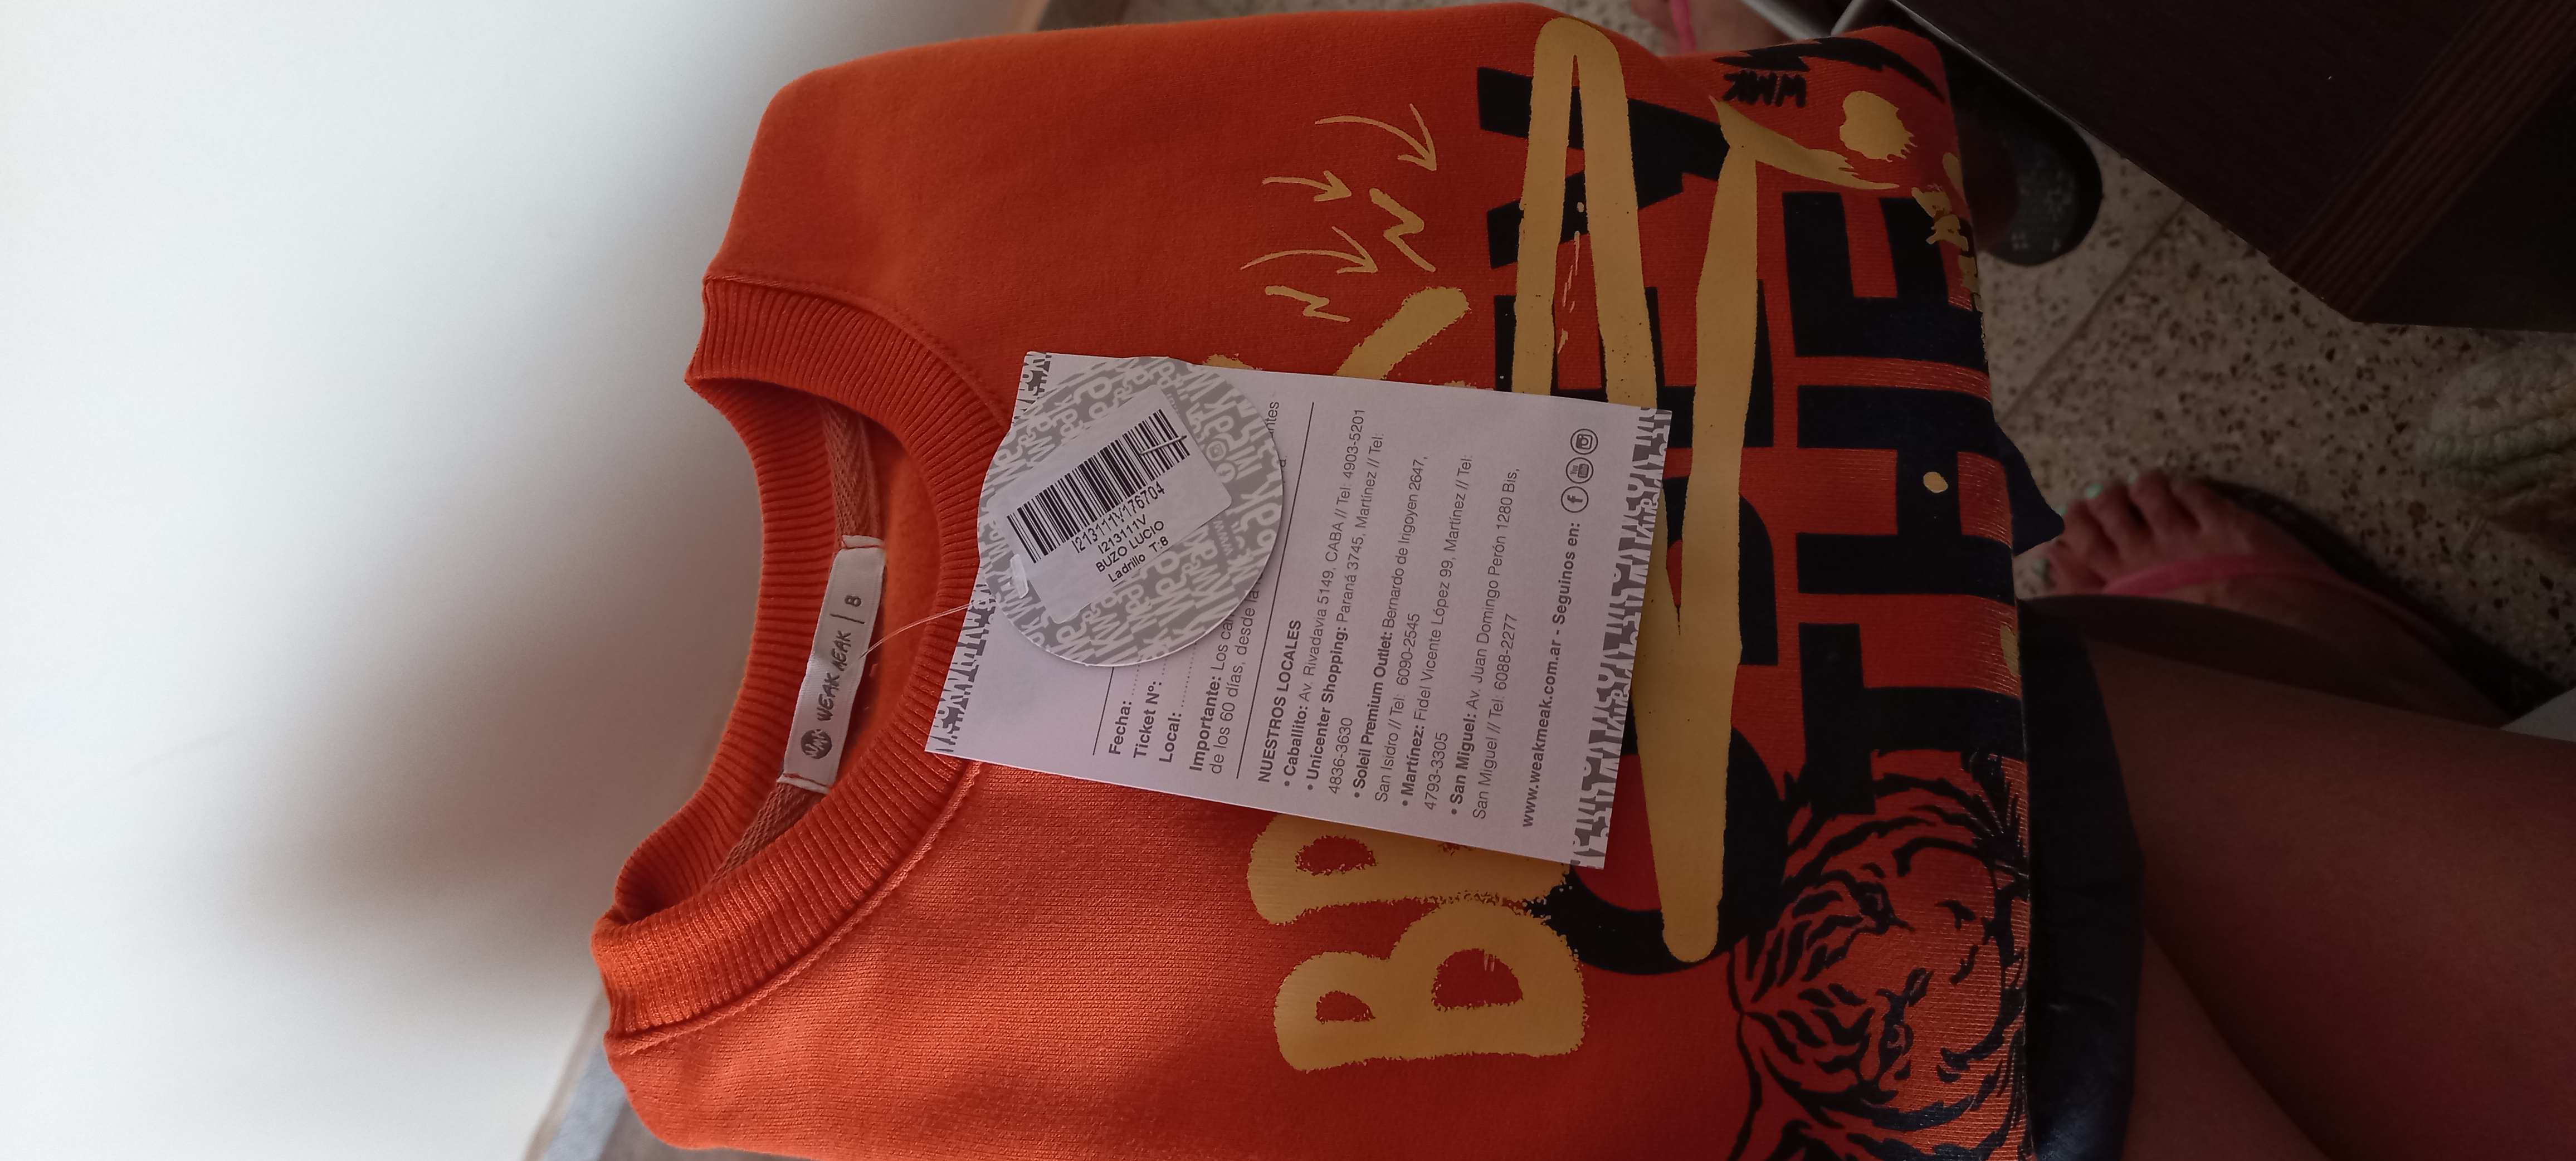 WEAK MEAK | 8
I213111V176704
I213111V
BUZO LUCIO
Ladrillo T:8
Fecha:
Ticket Nº:
Local:
Importante: Los
de los 60 días, desde la
NUESTROS LOCALES
• Caballito: Av. Rivadavia 5149, CABA // Tel: 4903-5201
• Unicenter Shopping: Paraná 3745, Martínez // Tel:
4836-3630
• Soleil Premium Outlet: Bernardo de Irigoyen 2647,
San Isidro // Tel: 6090-2545
• Martínez: Fidel Vicente López 99, Martínez // Tel:
4793-3305
• San Miguel: Av. Juan Domingo Perón 1280 Bis,
San Miguel // Tel: 6088-2277
www.weakmeak.com.ar - Seguinos en:
THE
WMK